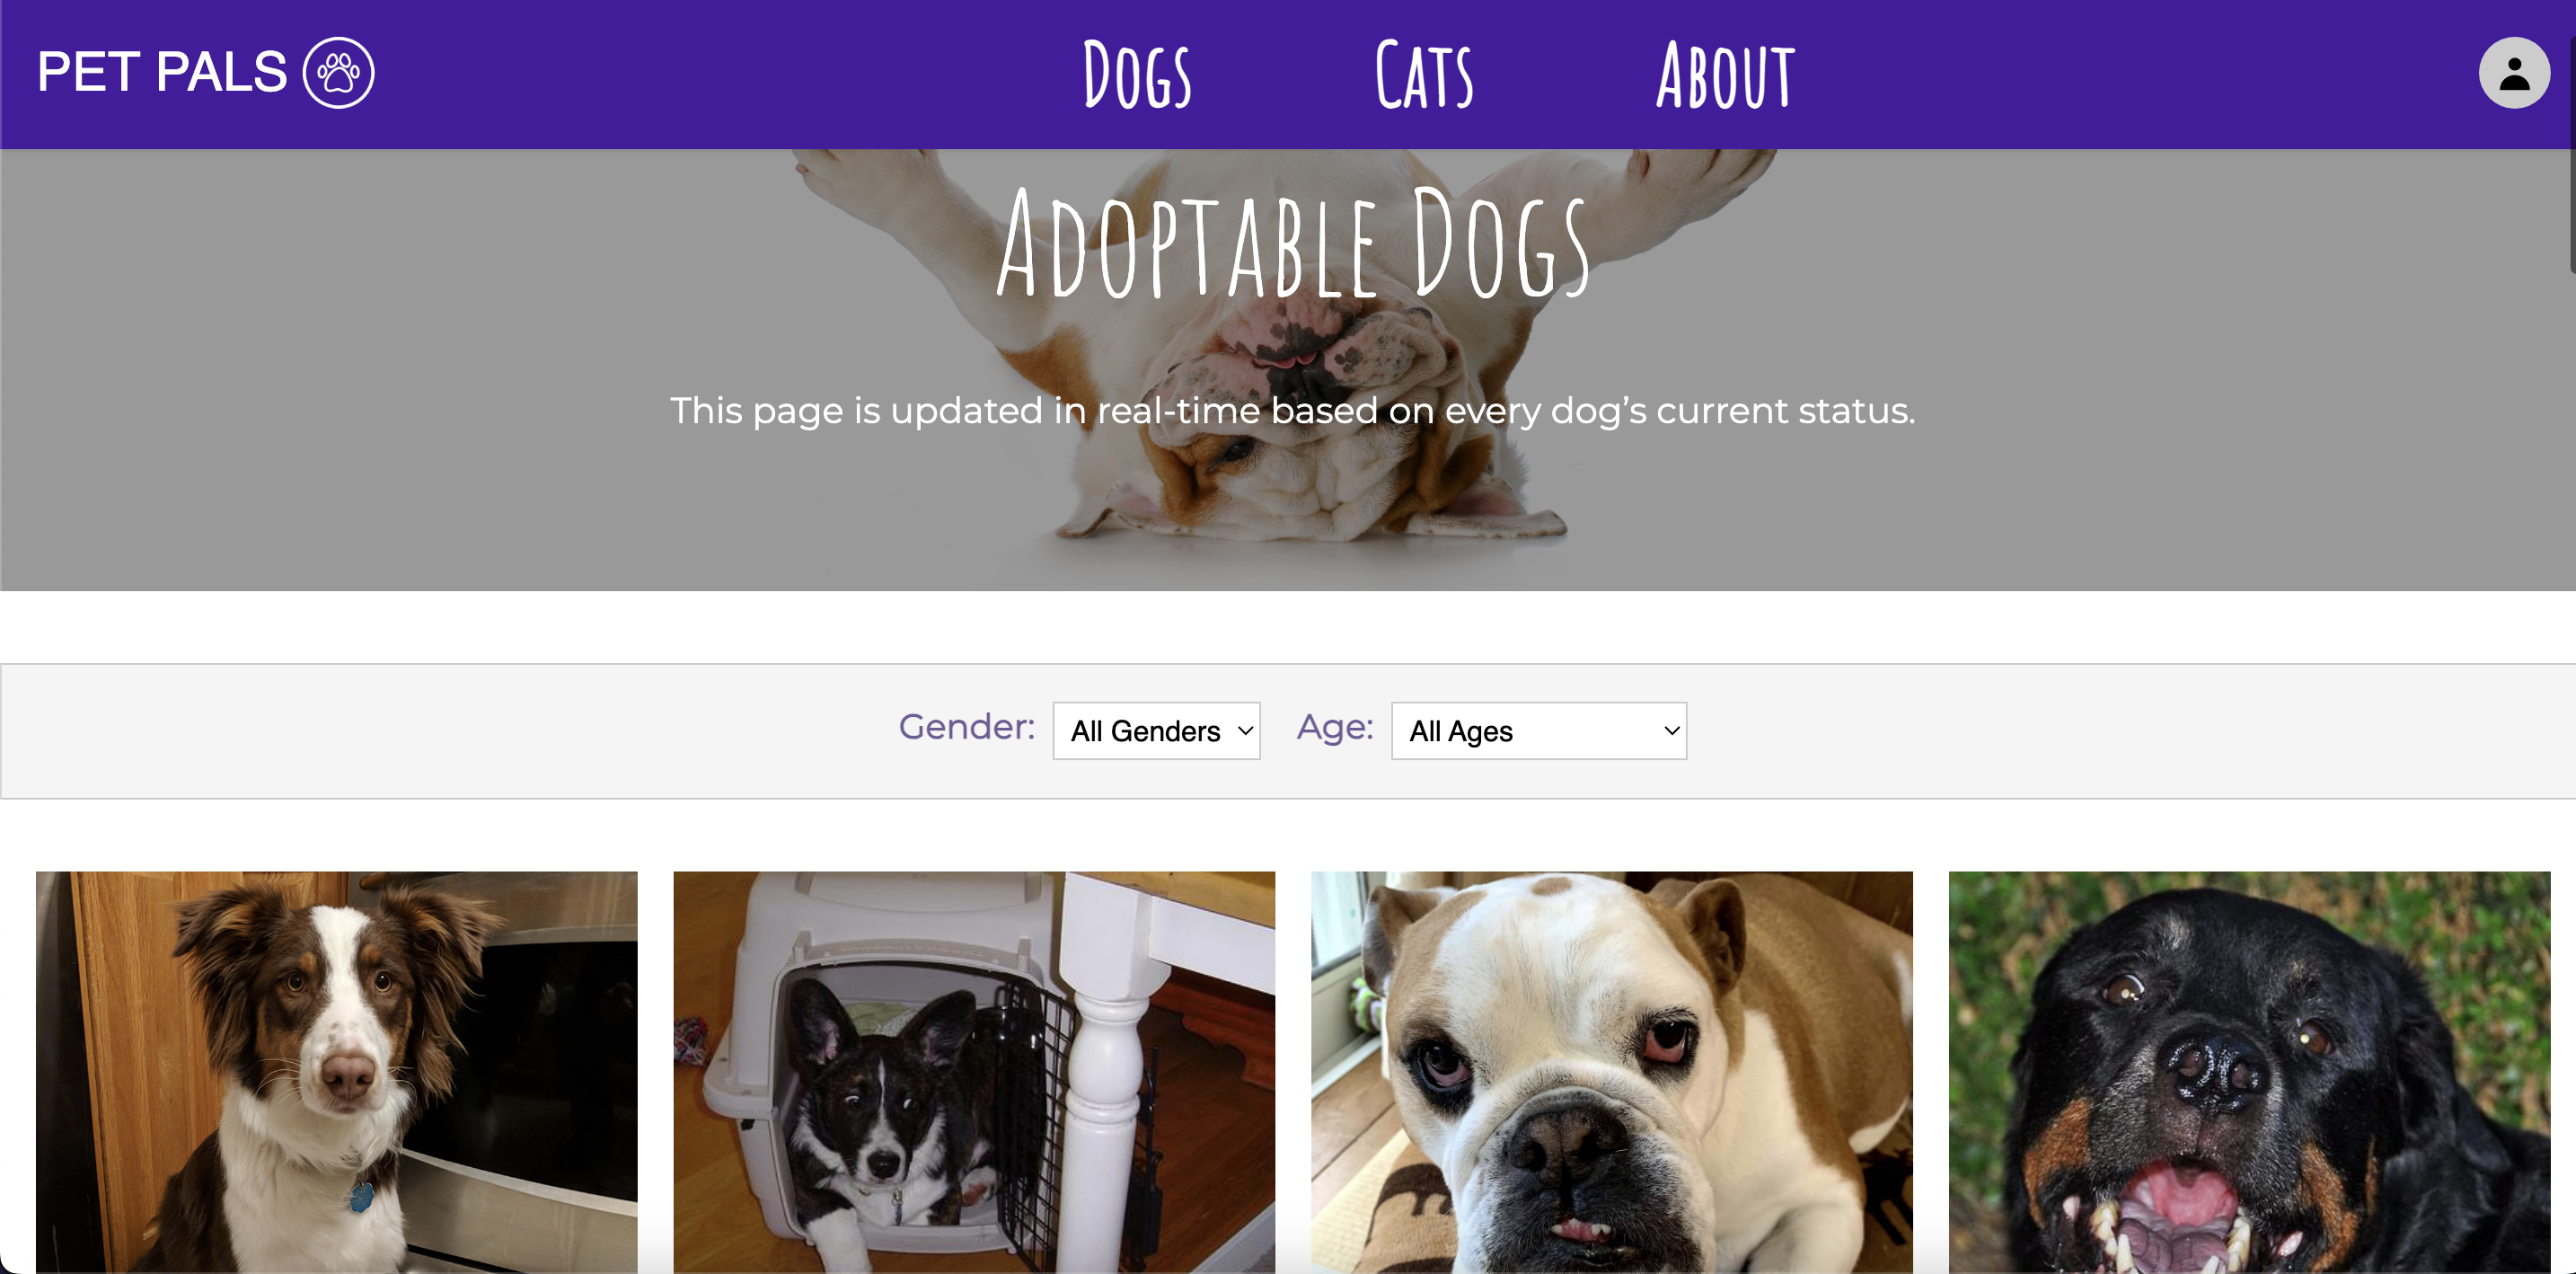 PET PALS
Dogs Cats About
Adoptable Dogs
This page is updated in real-time based on every dog’s current status.
Gender: All Genders Age: All Ages